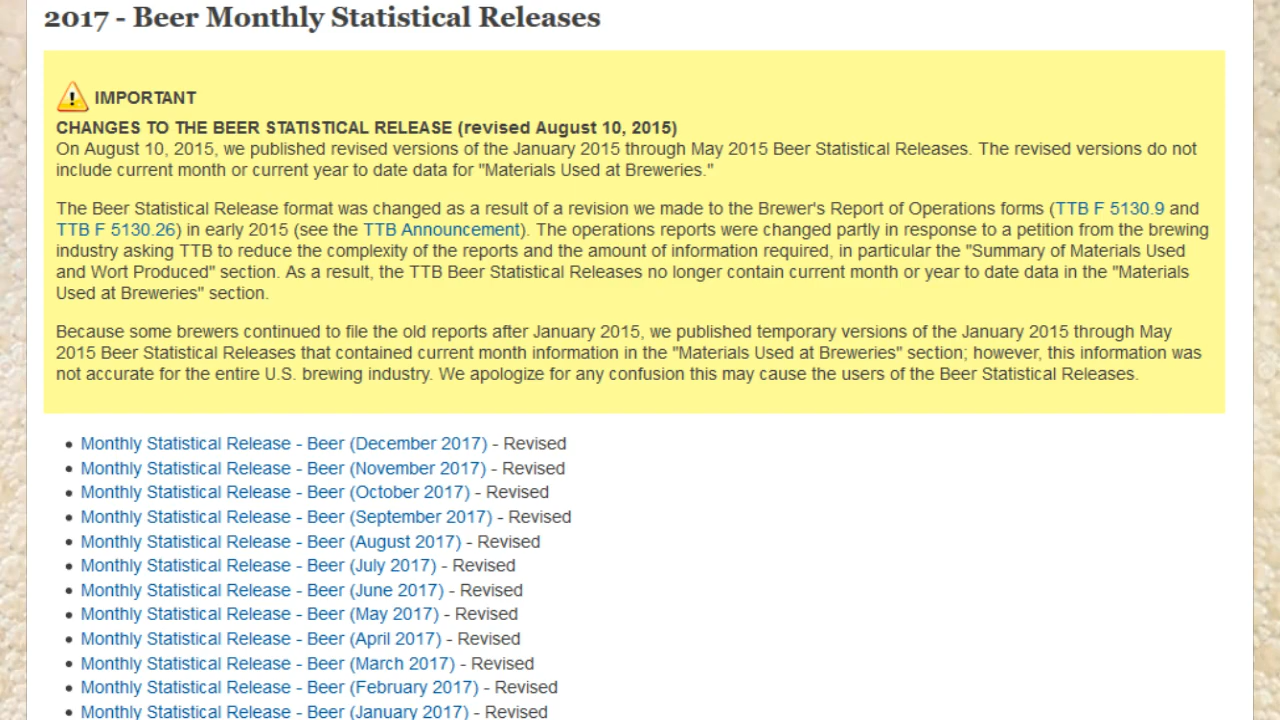 2017 - Beer Monthly Statistical Releases
IMPORTANT
CHANGES TO THE BEER STATISTICAL RELEASE (revised August 10, 2015)
On August 10, 2015, we published revised versions of the January 2015 through May 2015 Beer Statistical Releases. The revised versions do not
include current month or current year to date data for "Materials Used at Breweries."
The Beer Statistical Release format was changed as a result of a revision we made to the Brewer's Report of Operations forms (TTB F 5130.9 and
TTB F 5130.26) in early 2015 (see the TTB Announcement). The operations reports were changed partly in response to a petition from the brewing
industry asking TTB to reduce the complexity of the reports and the amount of information required, in particular the "Summary of Materials Used
and Wort Produced" section. As a result, the TTB Beer Statistical Releases no longer contain current month or year to date data in the "Materials
Used at Breweries" section.
Because some brewers continued to file the old reports after January 2015, we published temporary versions of the January 2015 through May
2015 Beer Statistical Releases that contained current month information in the "Materials Used at Breweries" section; however, this information was
not accurate for the entire U.S. brewing industry. We apologize for any confusion this may cause the users of the Beer Statistical Releases.
• Monthly Statistical Release - Beer (December 2017) - Revised
• Monthly Statistical Release - Beer (November 2017) - Revised
• Monthly Statistical Release - Beer (October 2017) - Revised
• Monthly Statistical Release - Beer (September 2017) - Revised
• Monthly Statistical Release - Beer (August 2017) - Revised
• Monthly Statistical Release - Beer (July 2017) - Revised
• Monthly Statistical Release - Beer (June 2017) - Revised
• Monthly Statistical Release - Beer (May 2017) - Revised
• Monthly Statistical Release - Beer (April 2017) - Revised
• Monthly Statistical Release - Beer (March 2017) - Revised
• Monthly Statistical Release - Beer (February 2017) - Revised
• Monthly Statistical Release - Beer (January 2017) - Revised